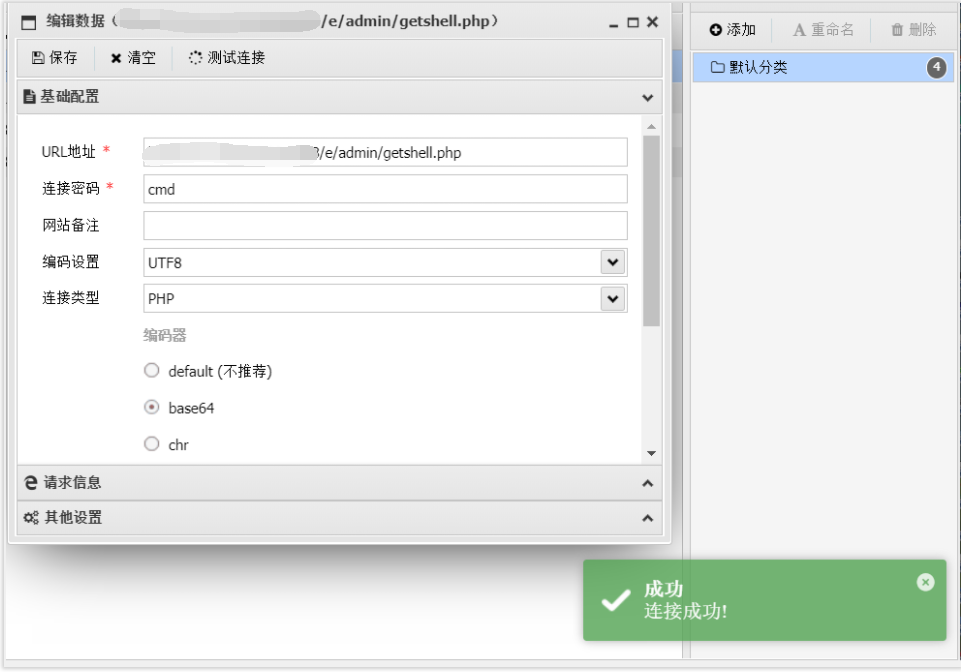 编辑数据 ( /e/admin/getshell.php)
保存 清空 测试连接
基础配置
URL地址 * /e/admin/getshell.php
连接密码 * cmd
网站备注
编码设置 UTF8
连接类型 PHP
编码器
default (不推荐)
base64
chr
请求信息
其他设置
添加 重命名 删除
默认分类 4
成功
连接成功!